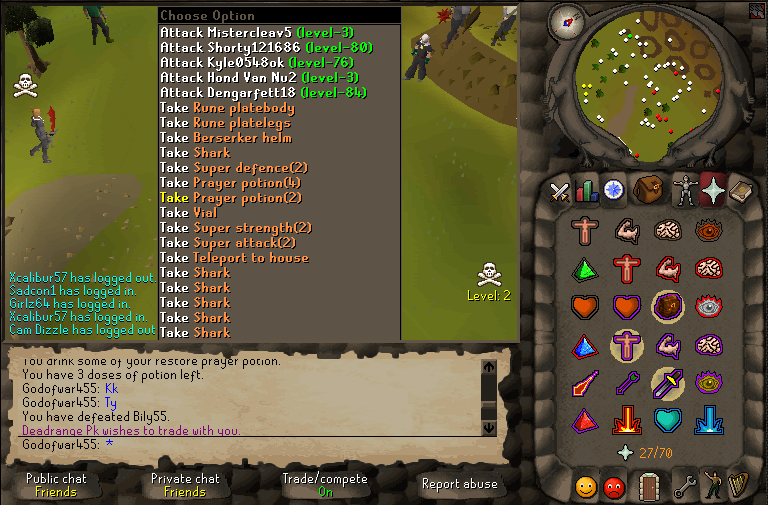 Choose Option
Attack Mistercleav5 (level-3)
Attack Shorty121686 (level-80)
Attack Kyle0548ok (level-76)
Attack Hond Van Nu2 (level-3)
Attack Dengarfett18 (level-84)
Take Rune platebody
Take Rune platelegs
Take Berserker helm
Take Shark
Take Super defence(2)
Take Prayer potion(4)
Take Prayer potion(2)
Take Vial
Take Super strength(2)
Take Super attack(2)
Take Teleport to house
Take Shark
Take Shark
Take Shark
Take Shark
Take Shark
Xcalibur57 has logged out.
Sadcon1 has logged in.
Girlz64 has logged in.
Xcalibur57 has logged in.
Cam Dizzle has logged out
Level: 2
You drink some of your restore prayer potion.
You have 3 doses of potion left.
Godofwar455: Kk
Godofwar455: Ty
You have defeated Bily55.
Deadrange Pk wishes to trade with you.
Godofwar455: *
27/70
Public chat
Friends
Private chat
Friends
Trade/compete
On
Report abuse